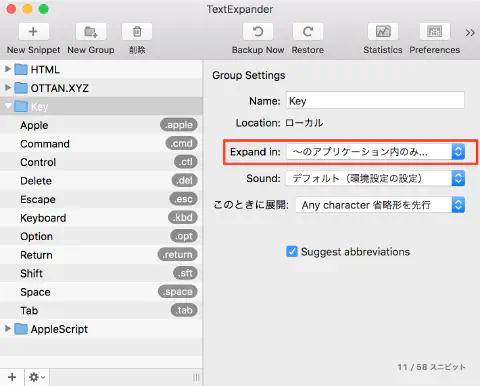 TextExpander
New Snippet
New Group
削除
Backup Now
Restore
Statistics
Preferences
HTML
OTTAN.XYZ
Key
Apple .apple
Command .cmd
Control .ctl
Delete .del
Escape .esc
Keyboard .kbd
Option .opt
Return .return
Shift .sft
Space .space
Tab .tab
AppleScript
Group Settings
Name: Key
Location: ローカル
Expand in: 〜のアプリケーション内のみ...
Sound: デフォルト（環境設定の設定）
このときに展開: Any character 省略形を先行
Suggest abbreviations
11 / 58 スニペット